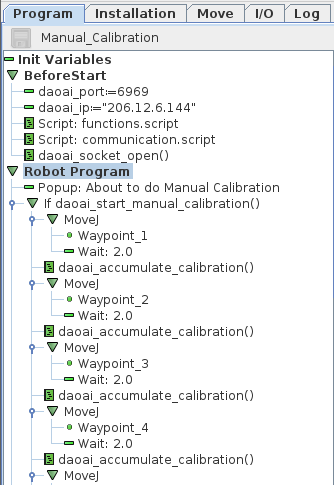 Program Installation Move I/O Log
Manual_Calibration
Init Variables
BeforeStart
daoai_port:=6969
daoai_ip:="206.12.6.144"
Script: functions.script
Script: communication.script
daoai_socket_open()
Robot Program
Popup: About to do Manual Calibration
If daoai_start_manual_calibration()
MoveJ
Waypoint_1
Wait: 2.0
daoai_accumulate_calibration()
MoveJ
Waypoint_2
Wait: 2.0
daoai_accumulate_calibration()
MoveJ
Waypoint_3
Wait: 2.0
daoai_accumulate_calibration()
MoveJ
Waypoint_4
Wait: 2.0
daoai_accumulate_calibration()
MoveJ